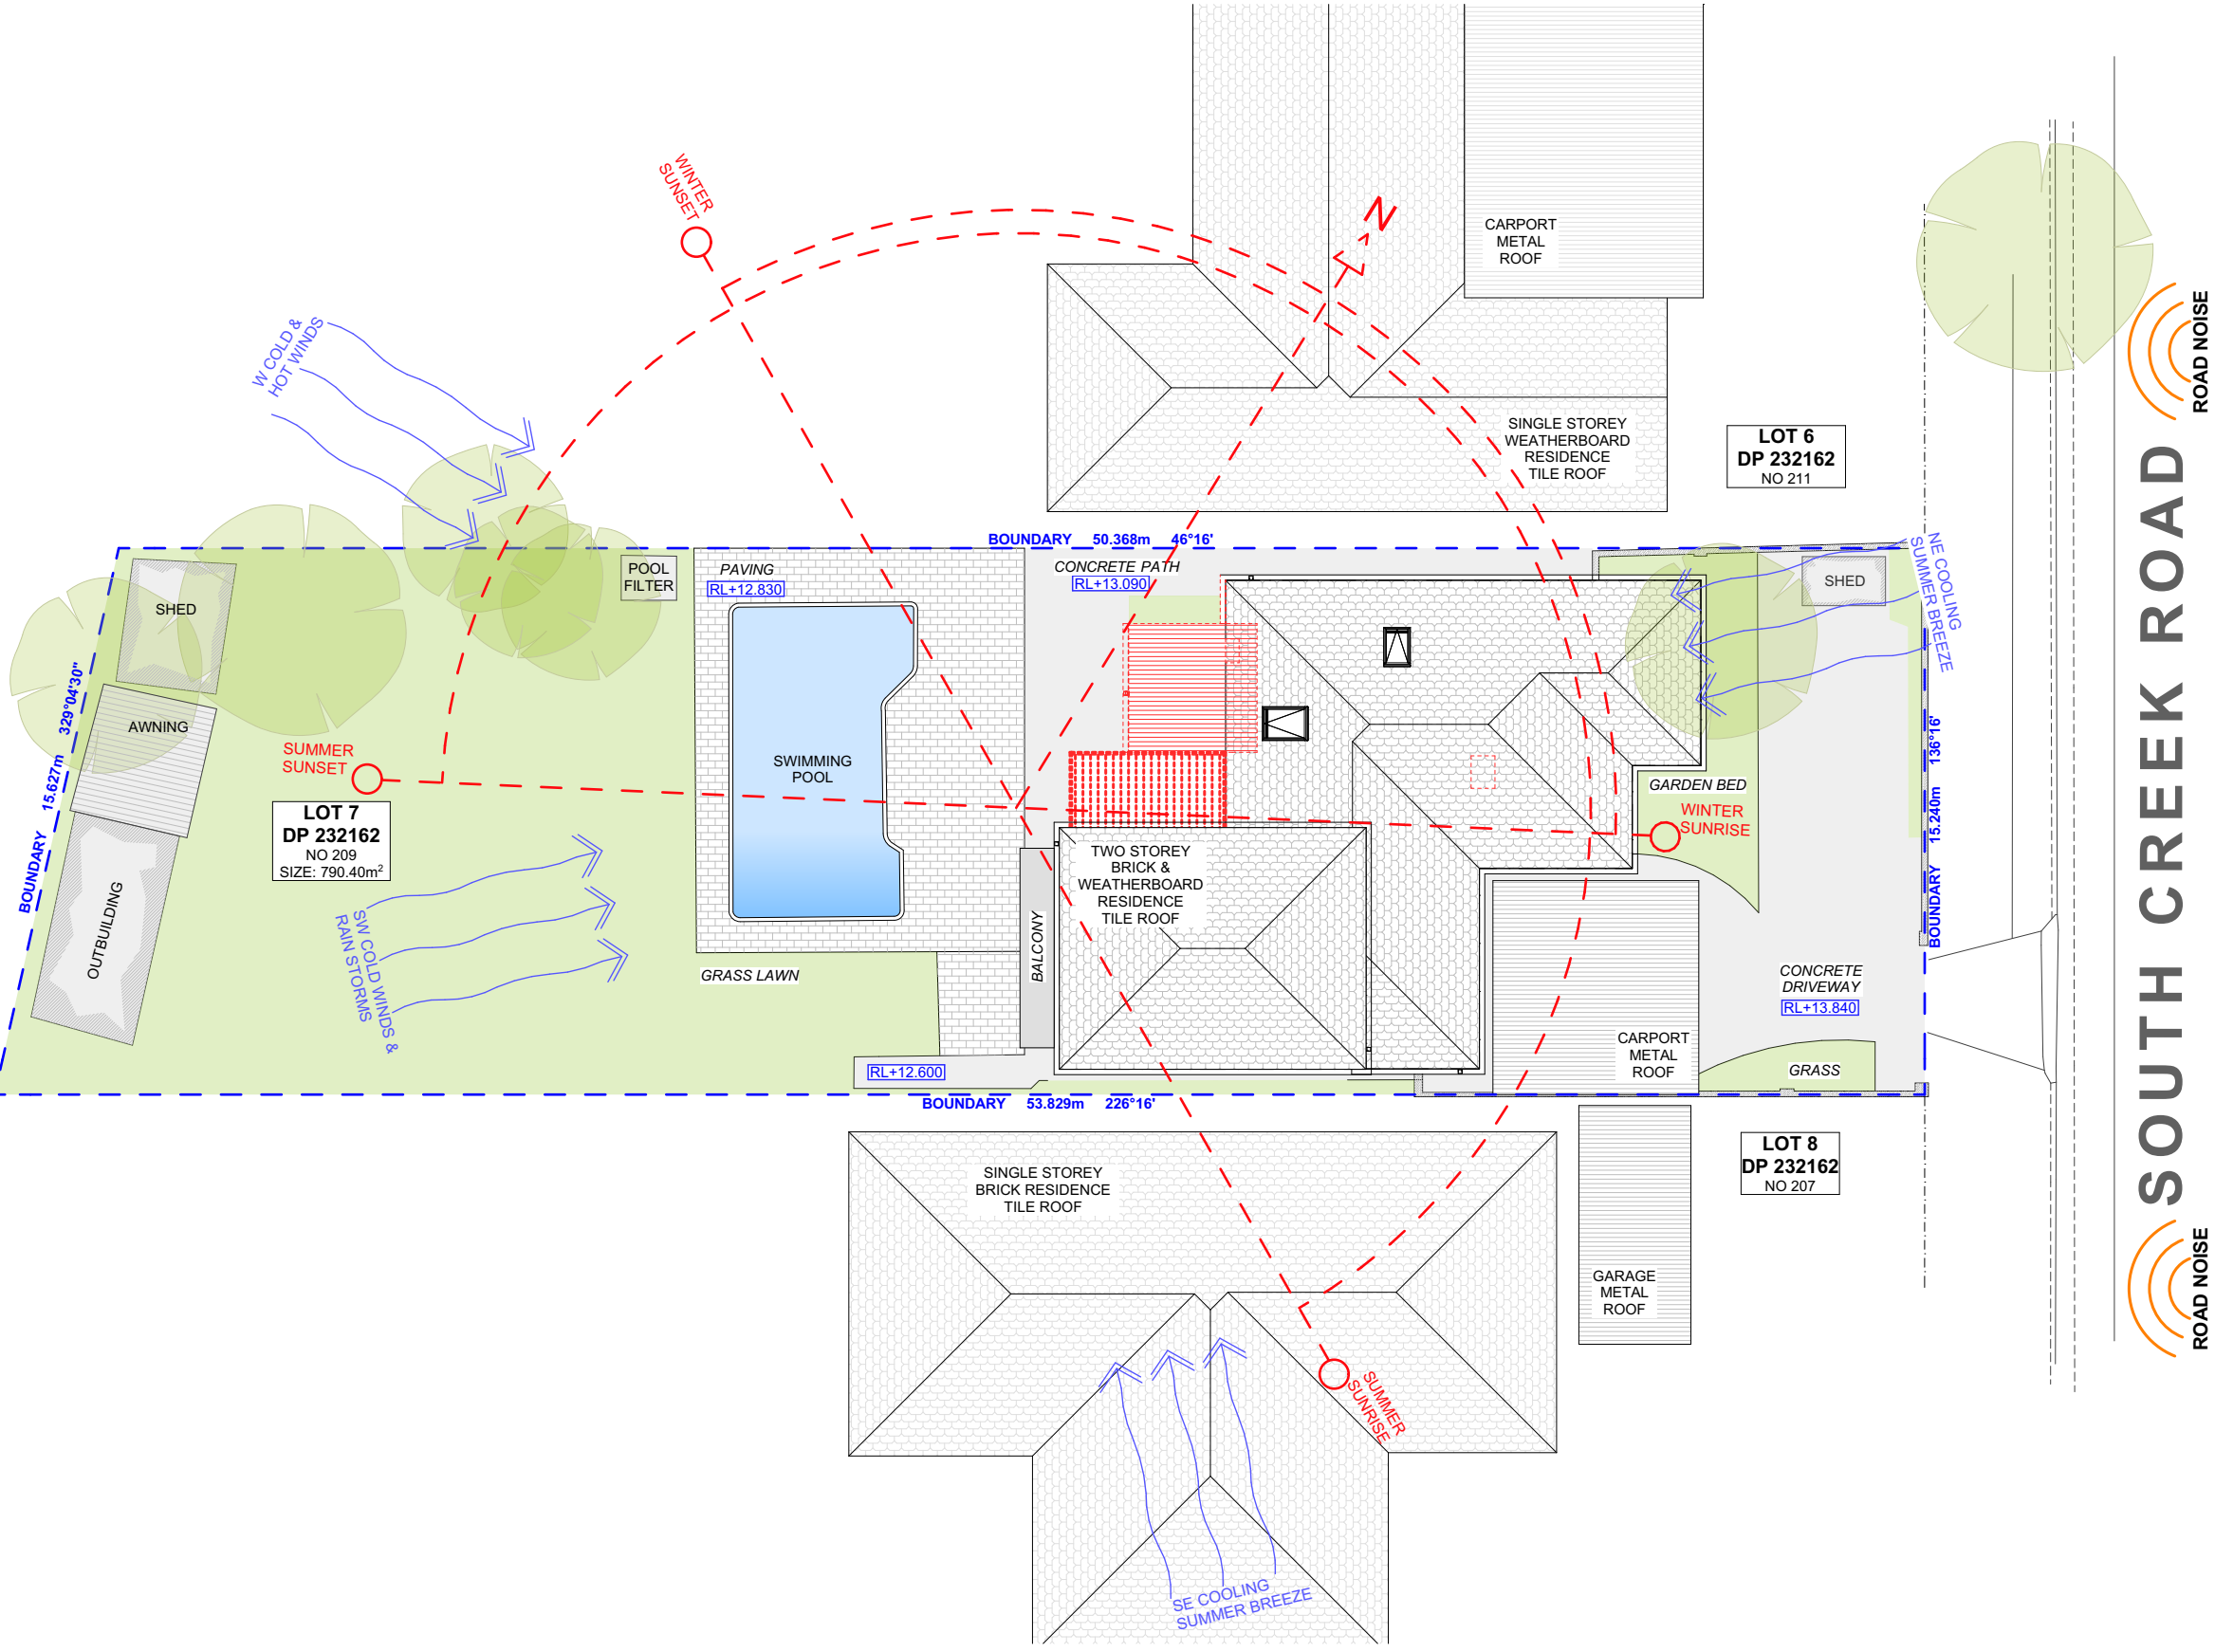 WINTER
SUNSET
N
CARPORT
METAL
ROOF
W COLD &
HOT WINDS
ROAD NOISE
SINGLE STOREY
WEATHERBOARD
RESIDENCE
TILE ROOF
LOT 6
DP 232162
NO 211
SOUTH CREEK ROAD
BOUNDARY 50.368m 46°16'
NE COOLING
SUMMER BREEZE
POOL
FILTER
PAVING
RL+12.830
CONCRETE PATH
RL+13.090
SHED
SHED
AWNING
BOUNDARY 15.627m 329°04'30"
SUMMER
SUNSET
SWIMMING
POOL
GARDEN BED
WINTER
SUNRISE
BOUNDARY 15.240m 136°16'
LOT 7
DP 232162
NO 209
SIZE: 790.40m²
TWO STOREY
BRICK &
WEATHERBOARD
RESIDENCE
TILE ROOF
OUTBUILDING
SW COLD WINDS &
RAIN STORMS
BALCONY
GRASS LAWN
CONCRETE
DRIVEWAY
RL+13.840
CARPORT
METAL
ROOF
GRASS
RL+12.600
BOUNDARY 53.829m 226°16'
SINGLE STOREY
BRICK RESIDENCE
TILE ROOF
LOT 8
DP 232162
NO 207
GARAGE
METAL
ROOF
ROAD NOISE
SUMMER
SUNRISE
SE COOLING
SUMMER BREEZE